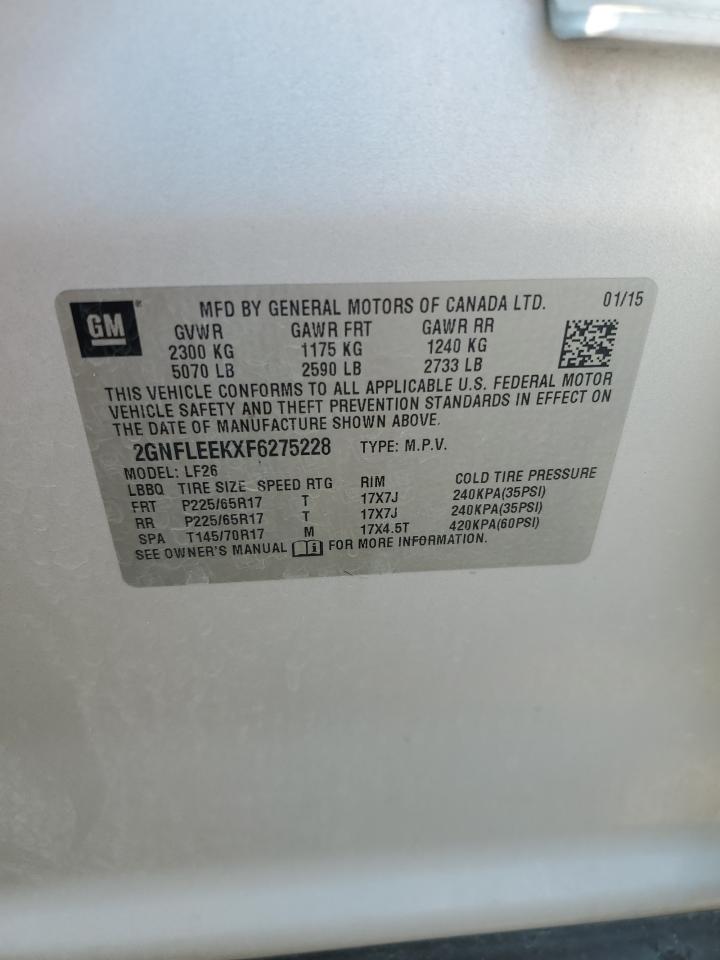 GM ® MFD BY GENERAL MOTORS OF CANADA LTD. 01/15
GVWR GAWR FRT GAWR RR
2300 KG 1175 KG 1240 KG
5070 LB 2590 LB 2733 LB
THIS VEHICLE CONFORMS TO ALL APPLICABLE U.S. FEDERAL MOTOR
VEHICLE SAFETY AND THEFT PREVENTION STANDARDS IN EFFECT ON
THE DATE OF MANUFACTURE SHOWN ABOVE.
2GNFLEEKXF6275228 TYPE: M.P.V.
MODEL: LF26
LBBQ TIRE SIZE SPEED RTG RIM COLD TIRE PRESSURE
FRT P225/65R17 T 17X7J 240KPA(35PSI)
RR P225/65R17 T 17X7J 240KPA(35PSI)
SPA T145/70R17 M 17X4.5T 420KPA(60PSI)
SEE OWNER'S MANUAL FOR MORE INFORMATION.